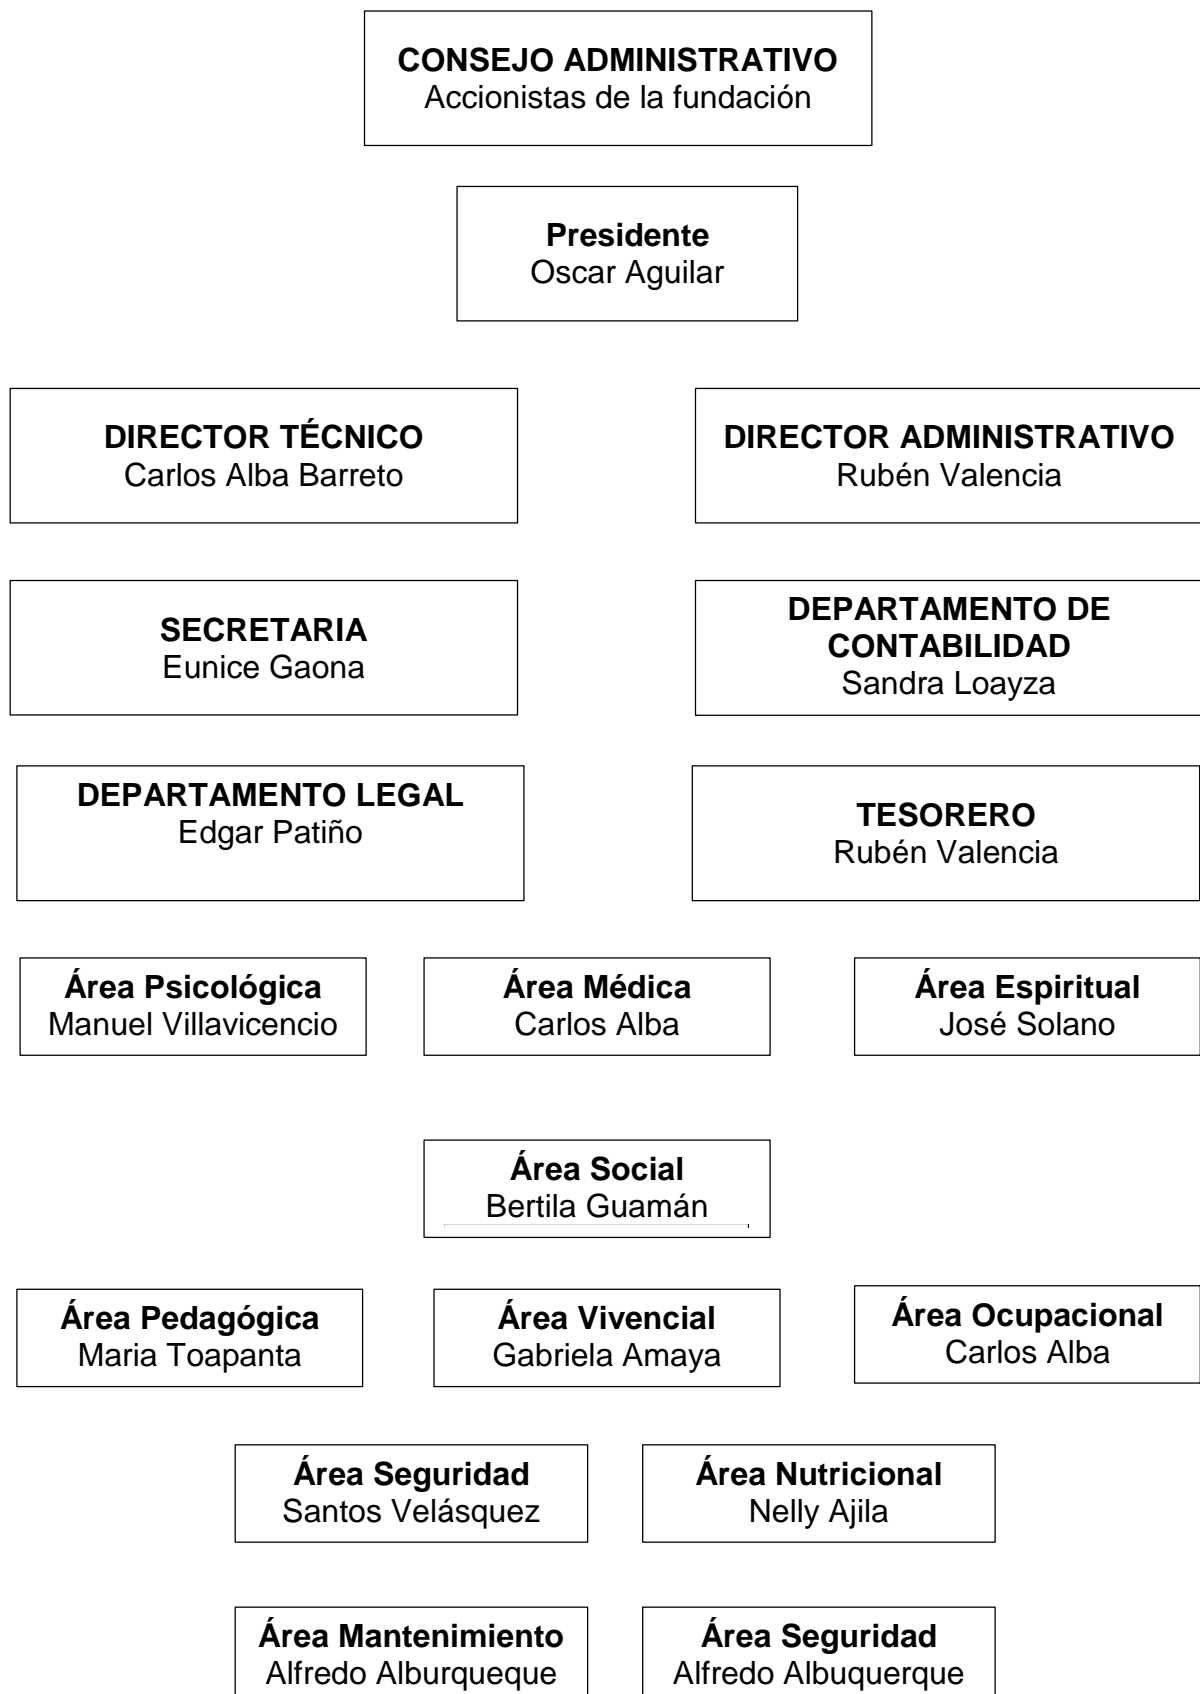 CONSEJO ADMINISTRATIVO
Accionistas de la fundación
Presidente
Oscar Aguilar
DIRECTOR TÉCNICO
Carlos Alba Barreto
DIRECTOR ADMINISTRATIVO
Rubén Valencia
SECRETARIA
Eunice Gaona
DEPARTAMENTO DE
CONTABILIDAD
Sandra Loayza
DEPARTAMENTO LEGAL
Edgar Patiño
TESORERO
Rubén Valencia
Área Psicológica
Manuel Villavicencio
Área Médica
Carlos Alba
Área Espiritual
José Solano
Área Social
Bertila Guamán
Área Pedagógica
Maria Toapanta
Área Vivencial
Gabriela Amaya
Área Ocupacional
Carlos Alba
Área Seguridad
Santos Velásquez
Área Nutricional
Nelly Ajila
Área Mantenimiento
Alfredo Alburqueque
Área Seguridad
Alfredo Albuquerque